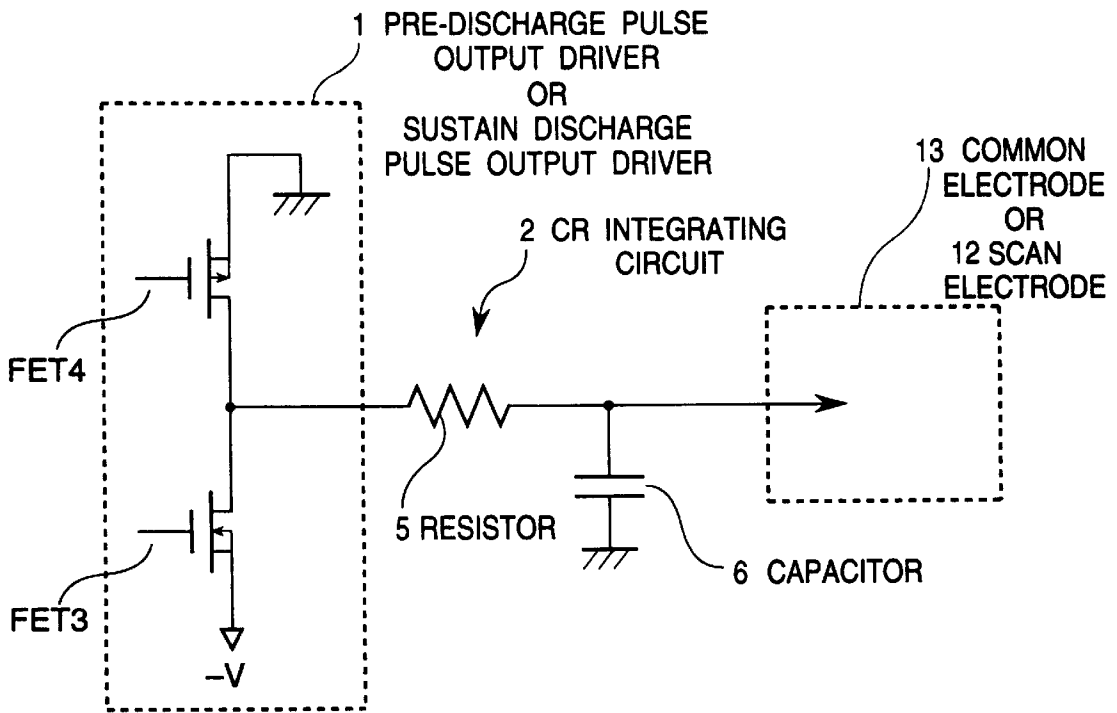 1 PRE-DISCHARGE PULSE
OUTPUT DRIVER
OR
SUSTAIN DISCHARGE
PULSE OUTPUT DRIVER
13 COMMON
ELECTRODE
OR
12 SCAN
ELECTRODE
2 CR INTEGRATING
CIRCUIT
FET4
5 RESISTOR
6 CAPACITOR
FET3
–V